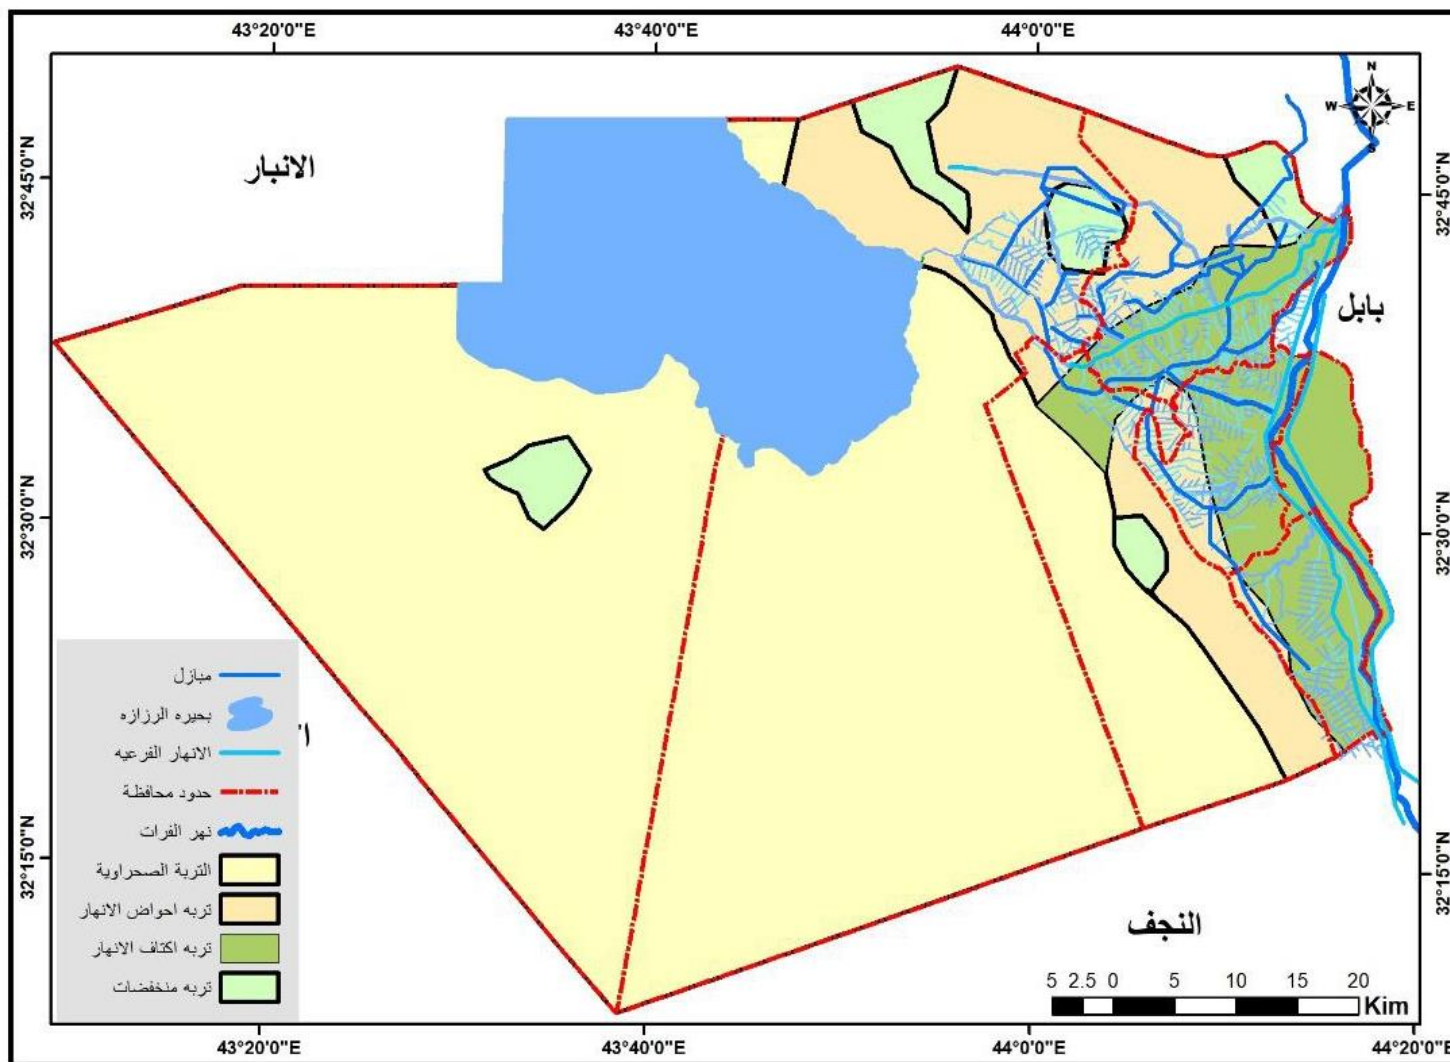 43°20'0"E
43°40'0"E
44°0'0"E
N
W E
S
32°45'0"N
32°45'0"N
الانبار
بابل
32°30'0"N
32°30'0"N
مبازل
بحيره الرزازه
الانهار الفرعيه
حدود محافظة
نهر الفرات
التربة الصحراوية
تربه احواض الانهار
تربه اكتاف الانهار
تربه منخفضات
32°15'0"N
32°15'0"N
النجف
5 2.5 0 5 10 15 20
Kim
43°20'0"E
43°40'0"E
44°0'0"E
44°20'0"E